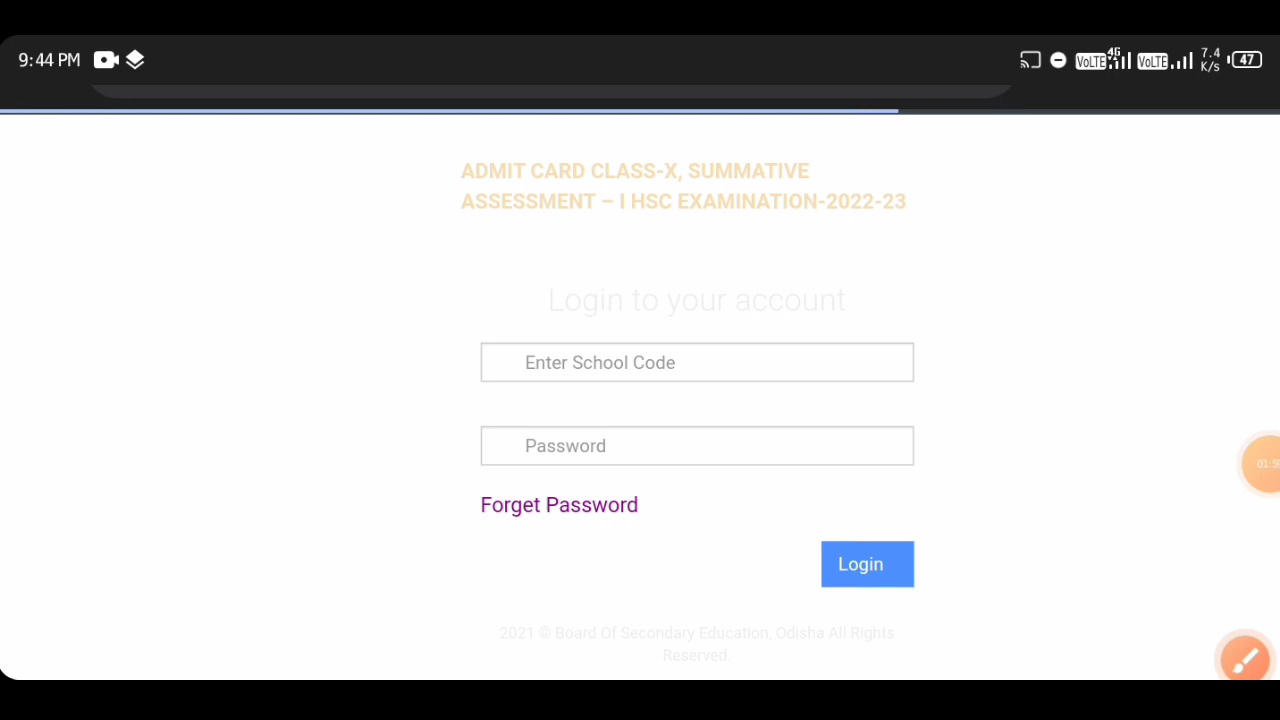 9:44 PM
VoLTE 4G VoLTE 7.4 K/s 47
ADMIT CARD CLASS-X, SUMMATIVE
ASSESSMENT – I HSC EXAMINATION-2022-23
Login to your account
Enter School Code
Password
Forget Password
Login
2021 © Board Of Secondary Education, Odisha All Rights
Reserved.